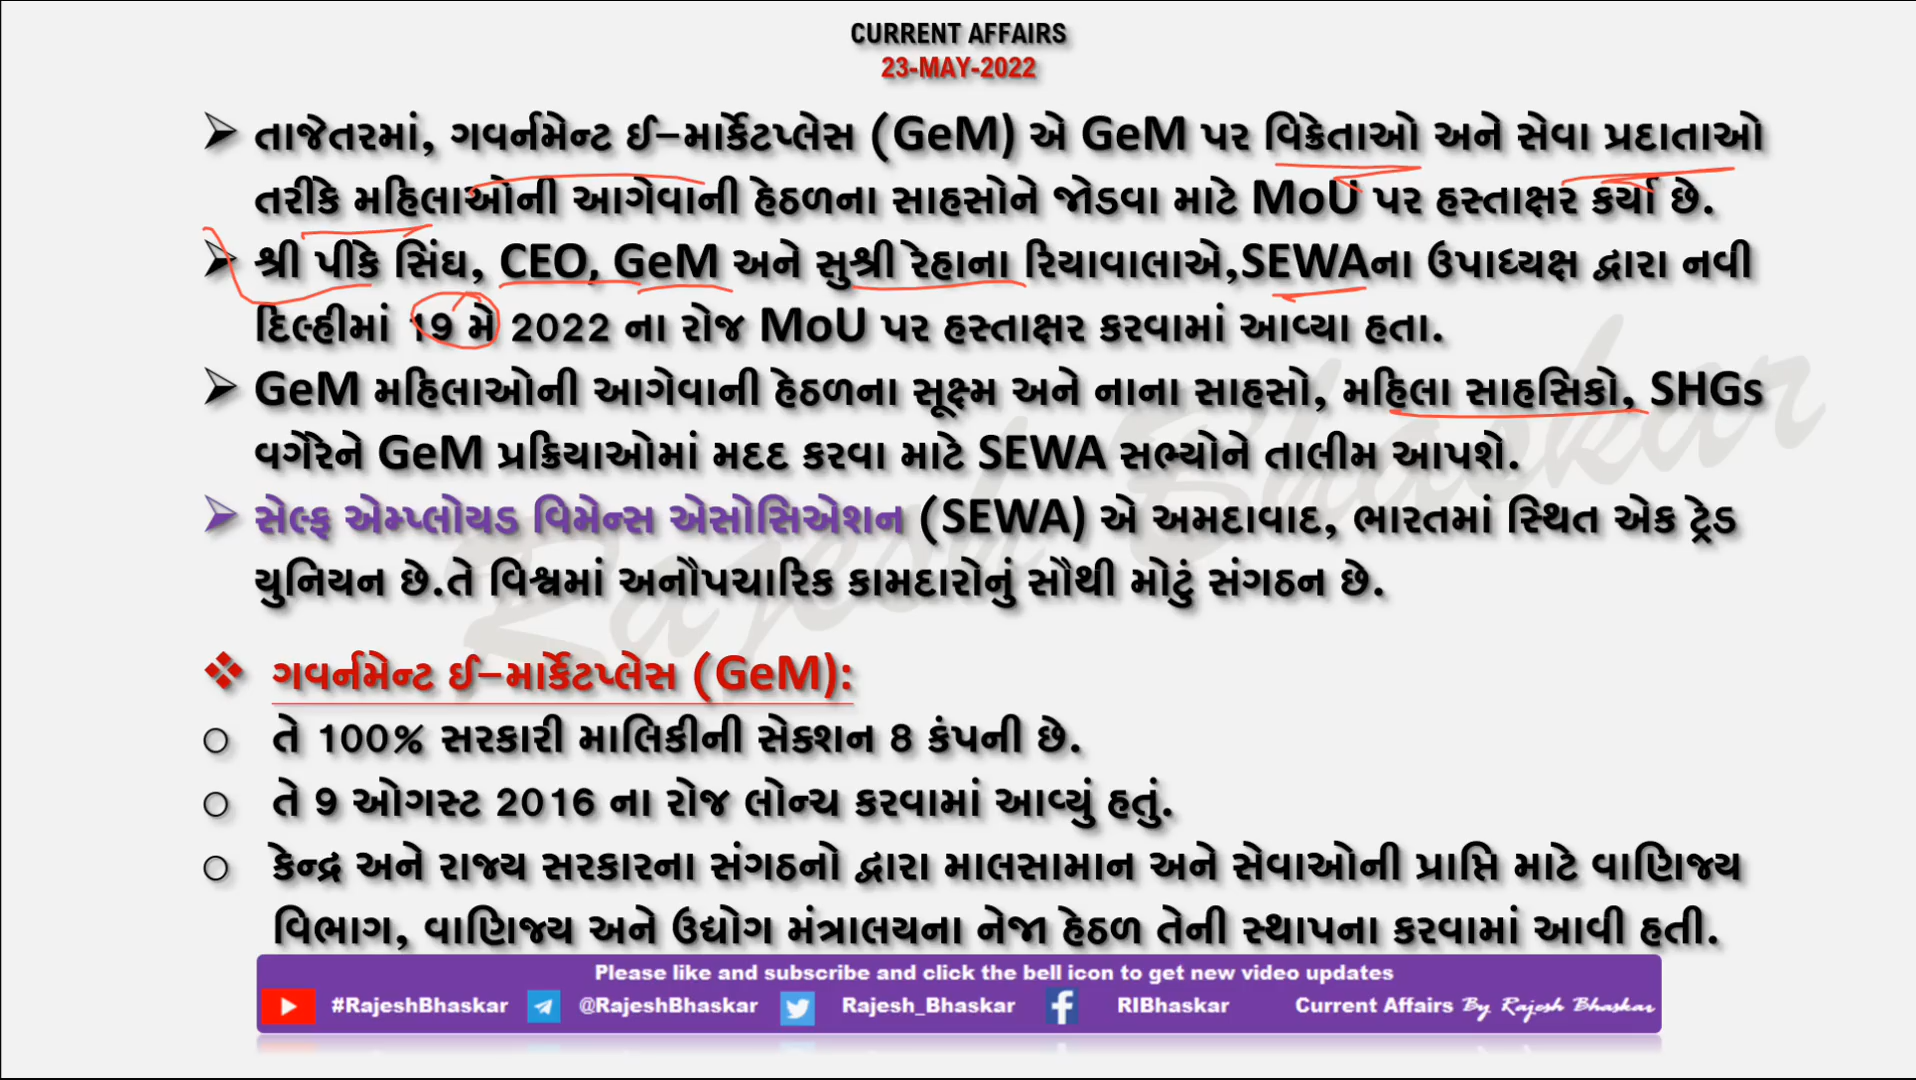 CURRENT AFFAIRS
23-MAY-2022
તાજેતરમાં, ગવર્નમેન્ટ ઈ-માર્કેટપ્લેસ (GeM) એ GeM પર વિક્રેતાઓ અને સેવા પ્રદાતાઓ
તરીકે મહિલાઓની આગેવાની હેઠળના સાહસોને જોડવા માટે MoU પર હસ્તાક્ષર કર્યા છે.
શ્રી પીકે સિંઘ, CEO, GeM અને સુશ્રી રેહાના રિયાવાલાએ,SEWAના ઉપાધ્યક્ષ દ્વારા નવી
દિલ્હીમાં 19 મે 2022 ના રોજ MoU પર હસ્તાક્ષર કરવામાં આવ્યા હતા.
GeM મહિલાઓની આગેવાની હેઠળના સૂક્ષ્મ અને નાના સાહસો, મહિલા સાહસિકો, SHGs
વગેરેને GeM પ્રક્રિયાઓમાં મદદ કરવા માટે SEWA સભ્યોને તાલીમ આપશે.
સેલ્ફ એમ્પ્લોયડ વિમેન્સ એસોસિએશન (SEWA) એ અમદાવાદ, ભારતમાં સ્થિત એક ટ્રેડ
યુનિયન છે.તે વિશ્વમાં અનૌપચારિક કામદારોનું સૌથી મોટું સંગઠન છે.
Rajesh Bhaskar
ગવર્નમેન્ટ ઈ-માર્કેટપ્લેસ (GeM):
તે 100% સરકારી માલિકીની સેક્શન 8 કંપની છે.
તે 9 ઓગસ્ટ 2016 ના રોજ લોન્ચ કરવામાં આવ્યું હતું.
કેન્દ્ર અને રાજ્ય સરકારના સંગઠનો દ્વારા માલસામાન અને સેવાઓની પ્રાપ્તિ માટે વાણિજ્ય
વિભાગ, વાણિજ્ય અને ઉદ્યોગ મંત્રાલયના નેજા હેઠળ તેની સ્થાપના કરવામાં આવી હતી.
Please like and subscribe and click the bell icon to get new video updates
#RajeshBhaskar @RajeshBhaskar Rajesh_Bhaskar RIBhaskar Current Affairs By Rajesh Bhaskar